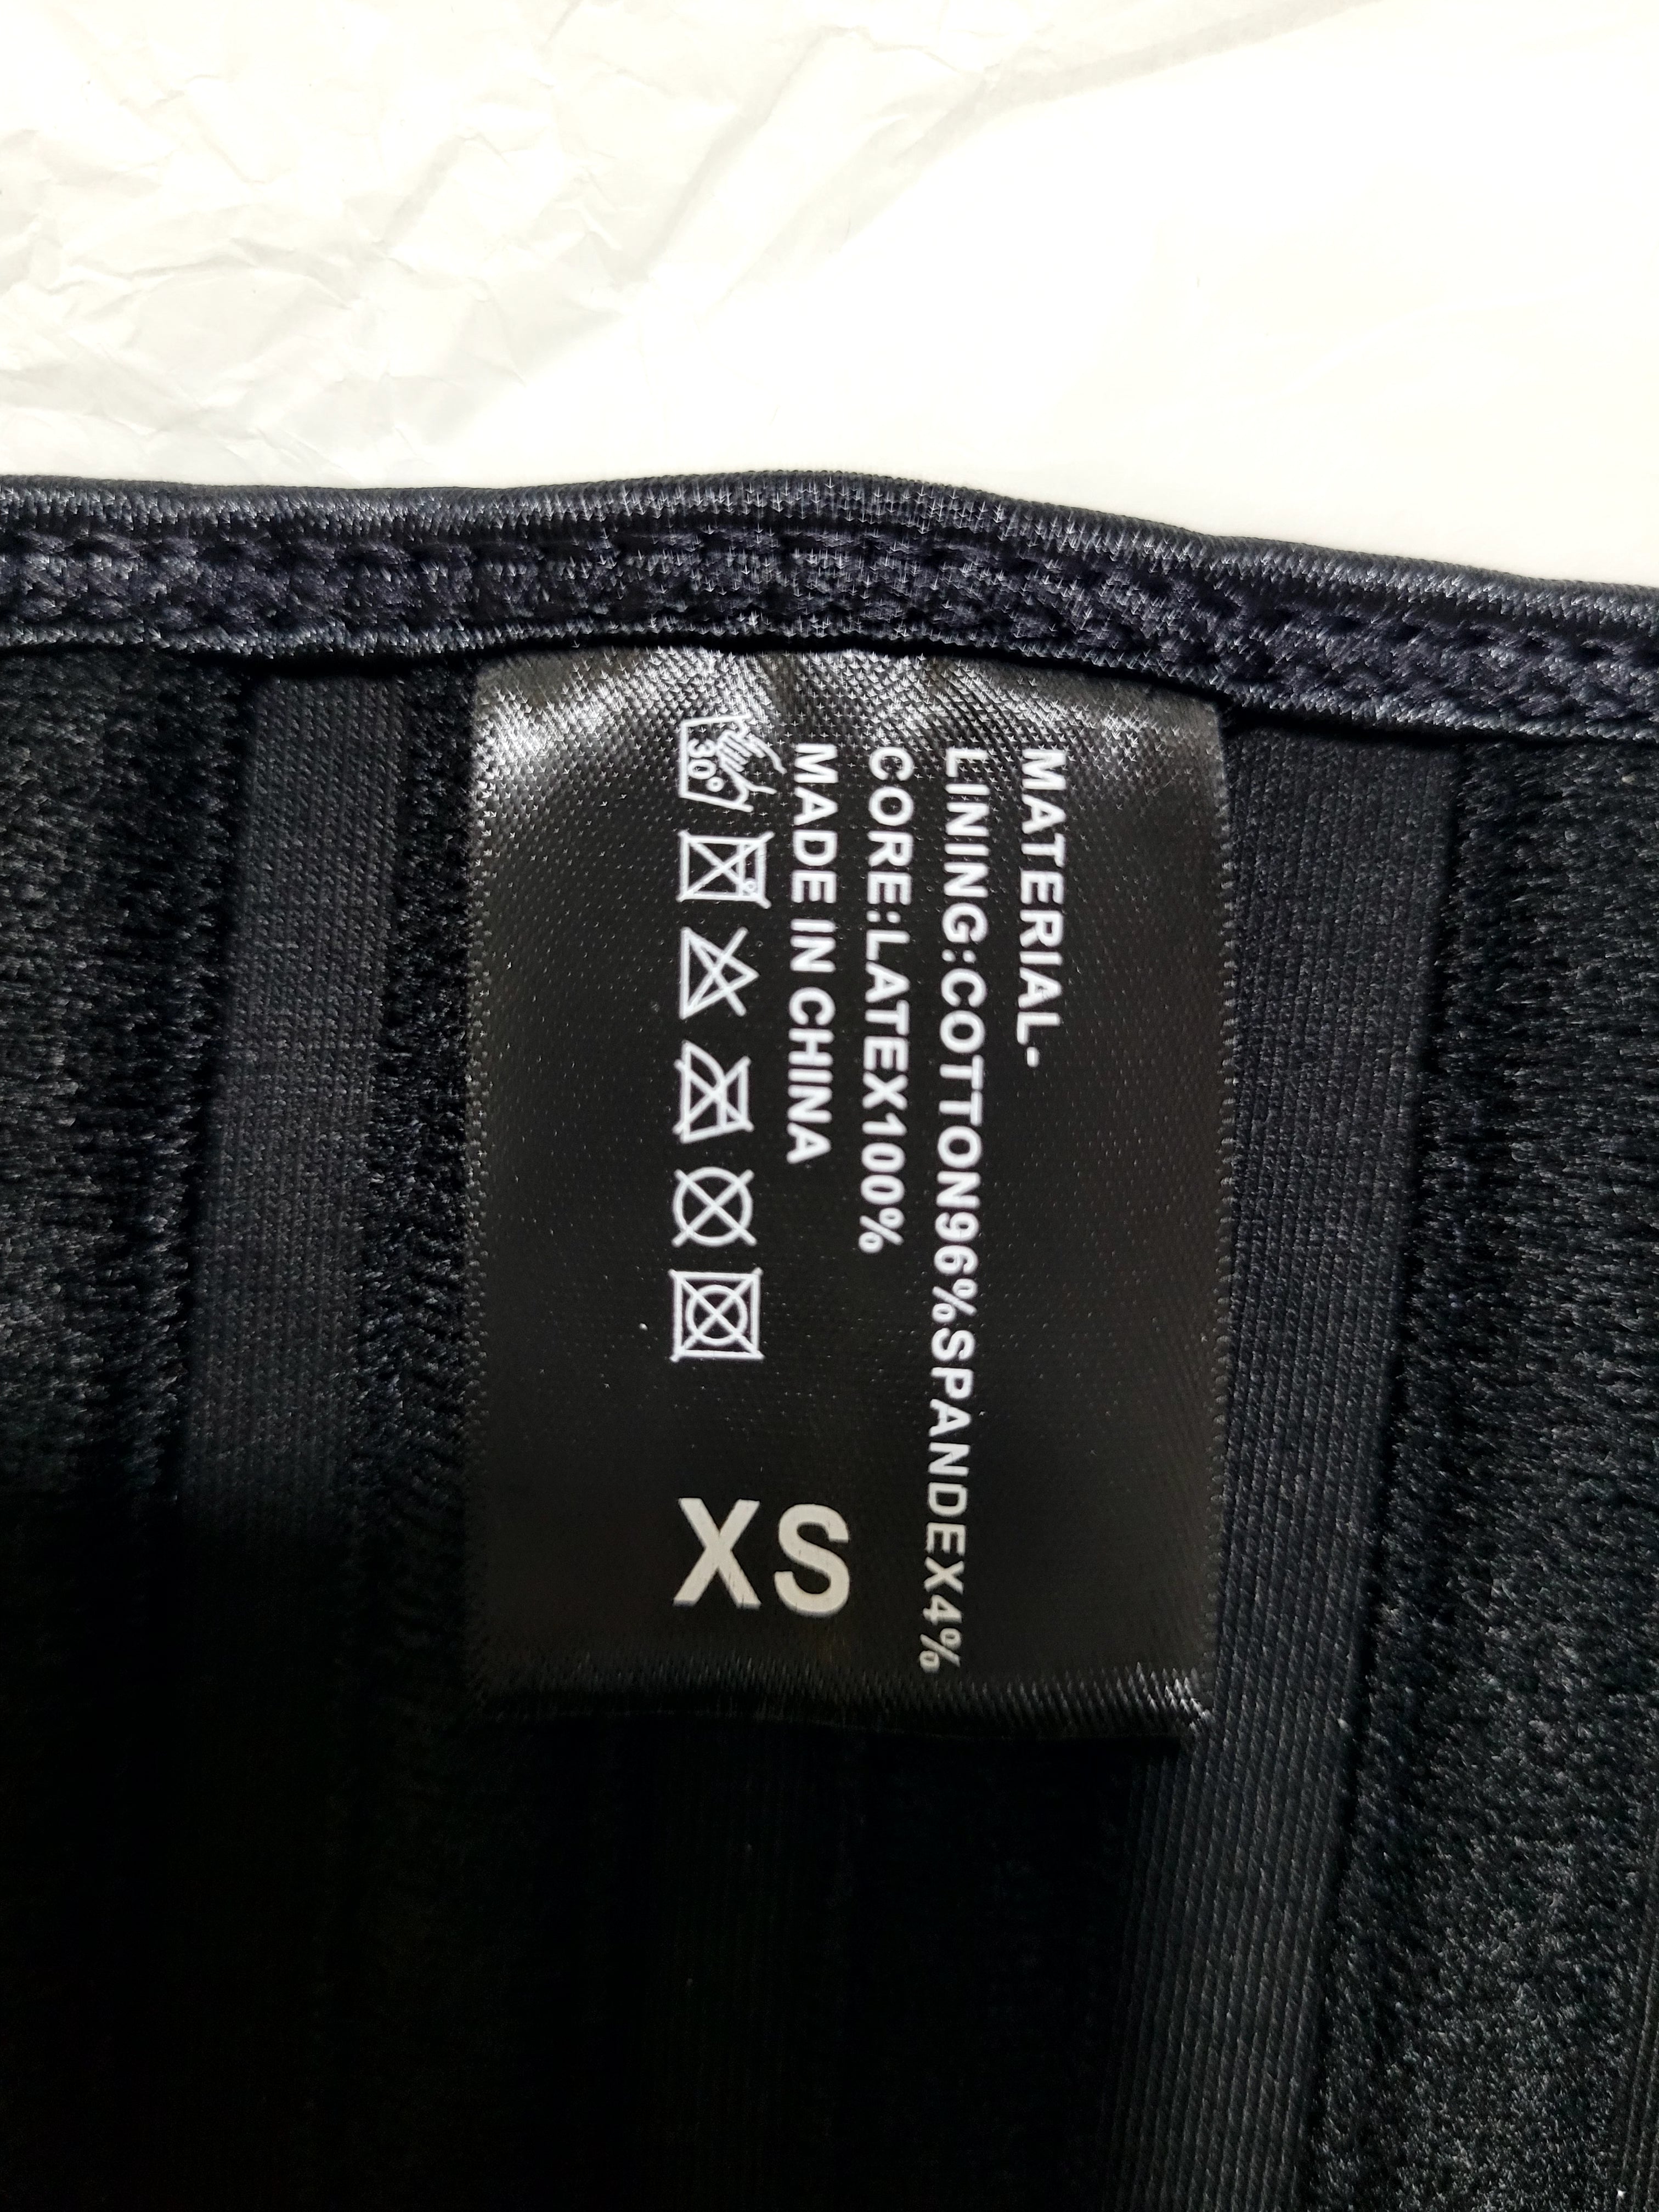 MATERIAL-
LINING:COTTON96%SPANDEX4%
CORE:LATEX100%
MADE IN CHINA
30°
XS